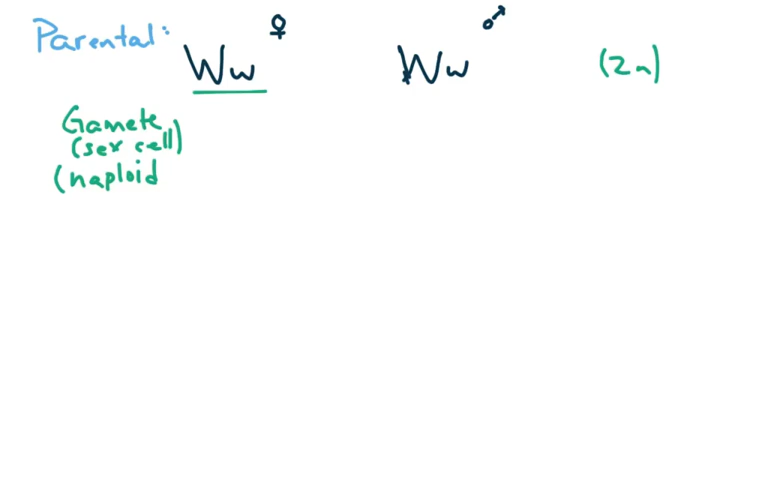 Parental: Ww ♀ Ww ♂ (2n)
Gamete
(sex cell)
(haploid